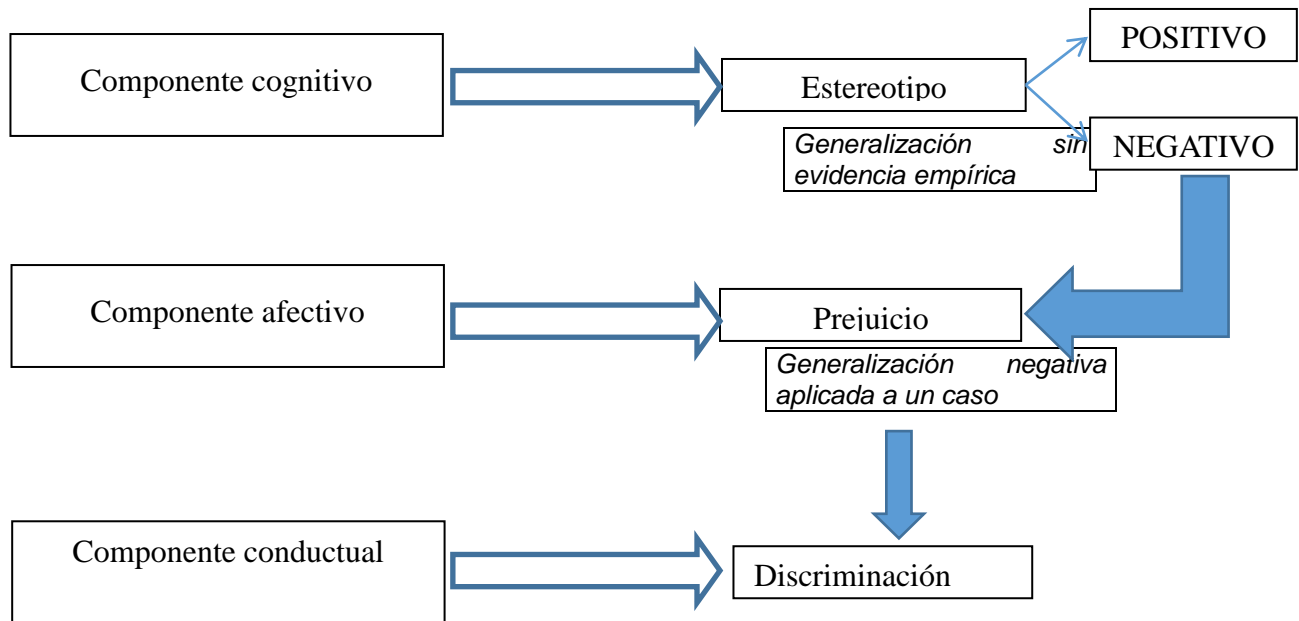 POSITIVO
Componente cognitivo
Estereotipo
Generalización sin
evidencia empírica
NEGATIVO
Componente afectivo
Prejuicio
Generalización negativa
aplicada a un caso
Componente conductual
Discriminación